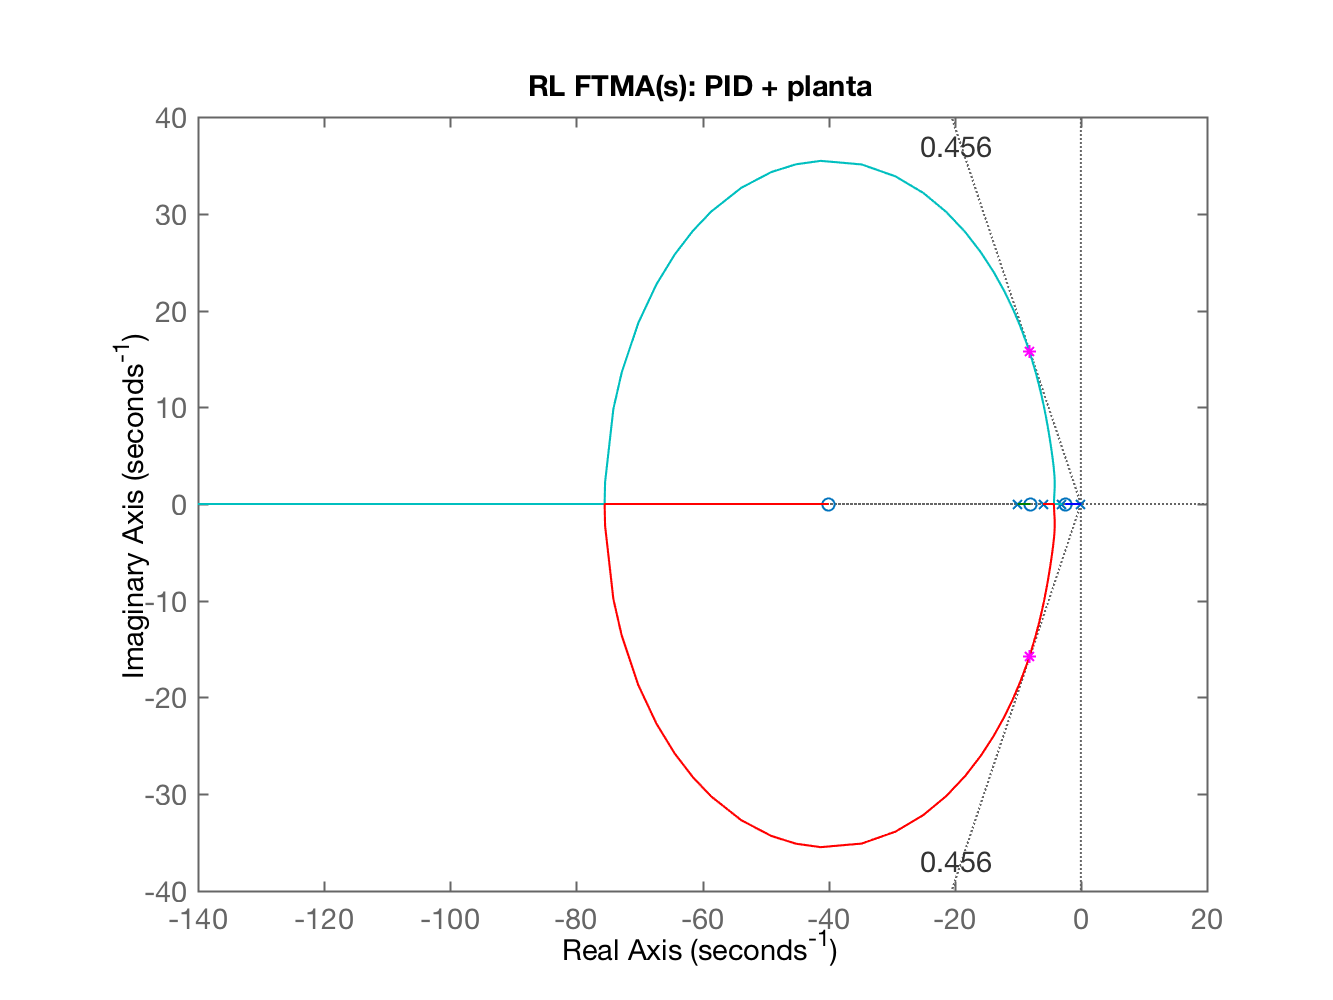 RL FTMA(s): PID + planta
40
30
20
10
0
-10
-20
-30
-40
Imaginary Axis (seconds⁻¹)
0.456
0.456
-140 -120 -100 -80 -60 -40 -20 0 20
Real Axis (seconds⁻¹)